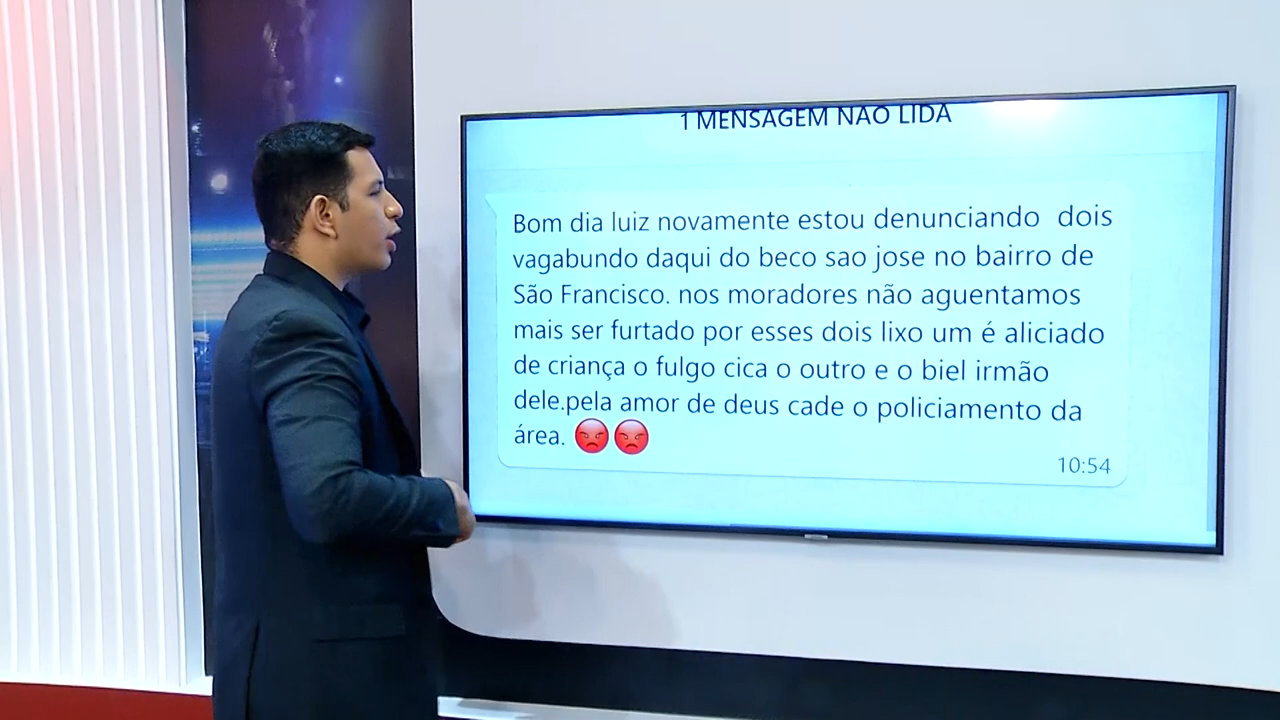 1 MENSAGEM NÃO LIDA
Bom dia luiz novamente estou denunciando dois
vagabundo daqui do beco sao jose no bairro de
São Francisco. nos moradores não aguentamos
mais ser furtado por esses dois lixo um é aliciado
de criança o fulgo cica o outro e o biel irmão
dele.pela amor de deus cade o policiamento da
área. 😡😡
10:54